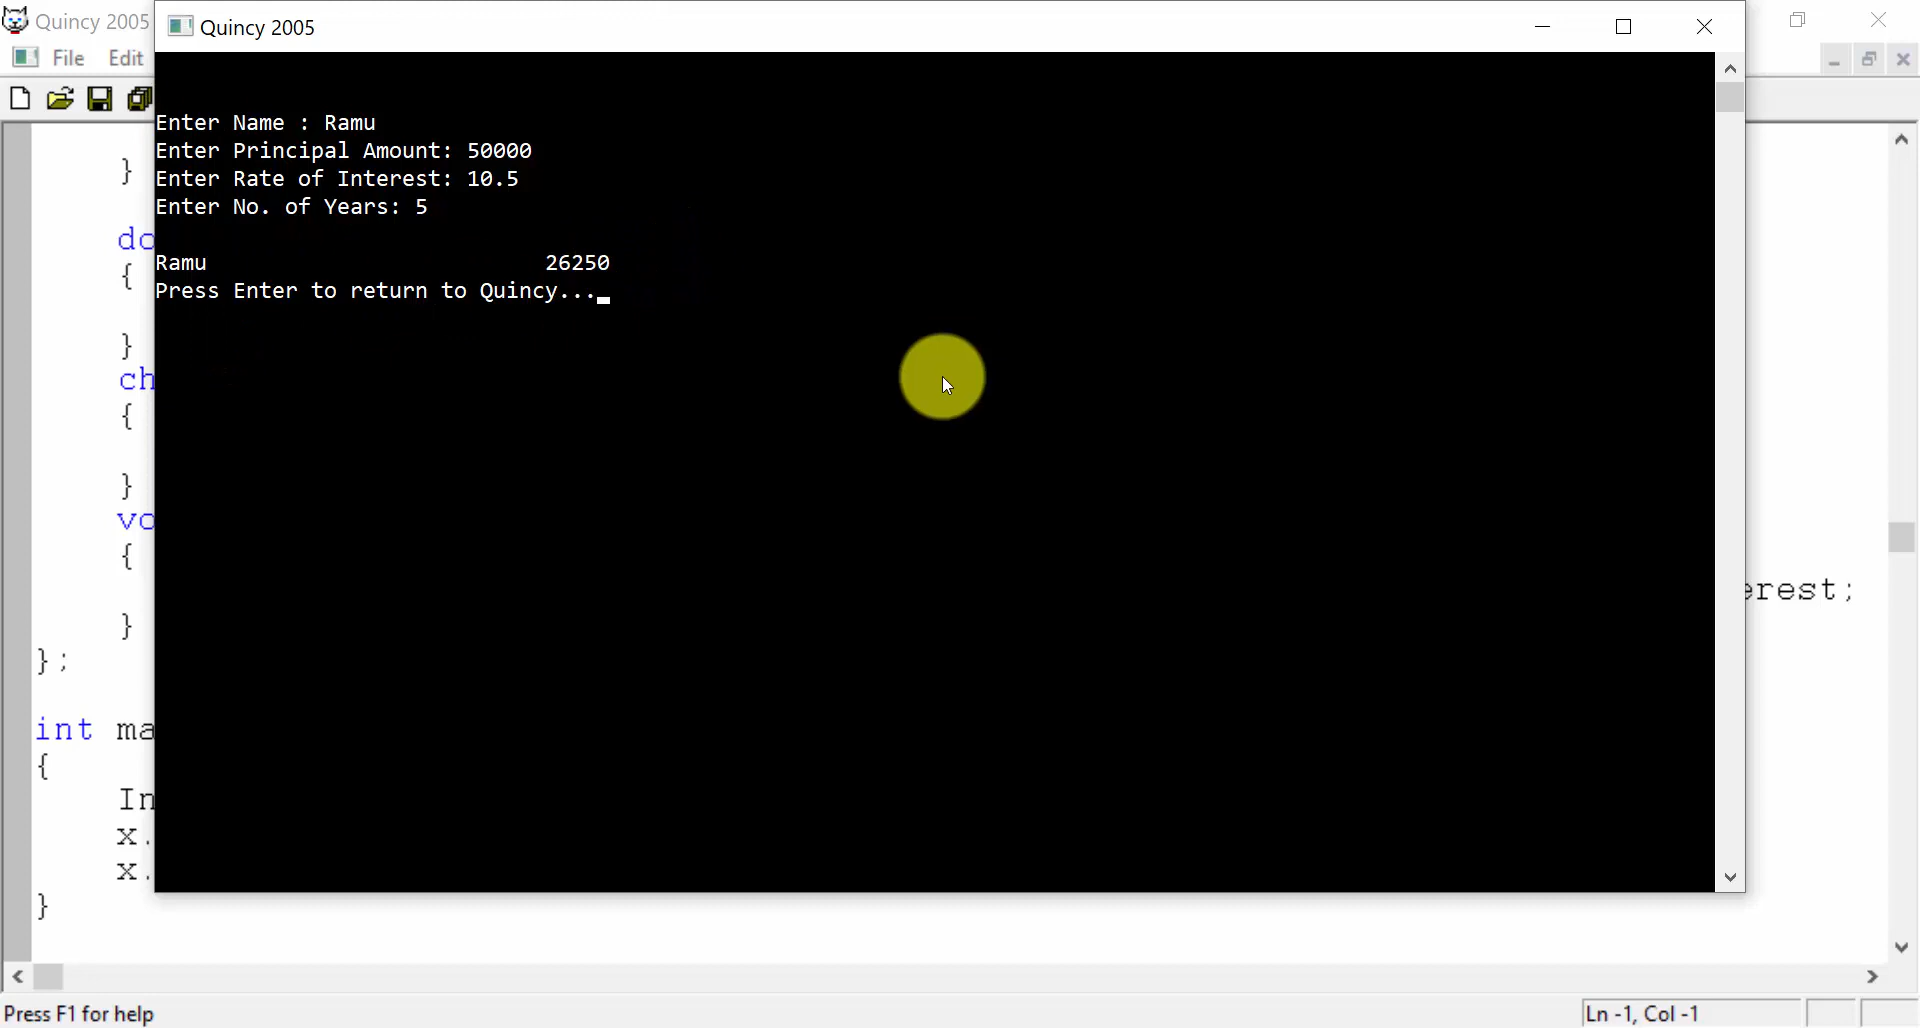 Quincy 2005
Quincy 2005
File Edit
Enter Name : Ramu
Enter Principal Amount: 50000
Enter Rate of Interest: 10.5
Enter No. of Years: 5
Ramu 26250
Press Enter to return to Quincy...
}
{
}
{
}
{
erest;
}
};
int
{
x.
x.
}
Press F1 for help
Ln -1, Col -1